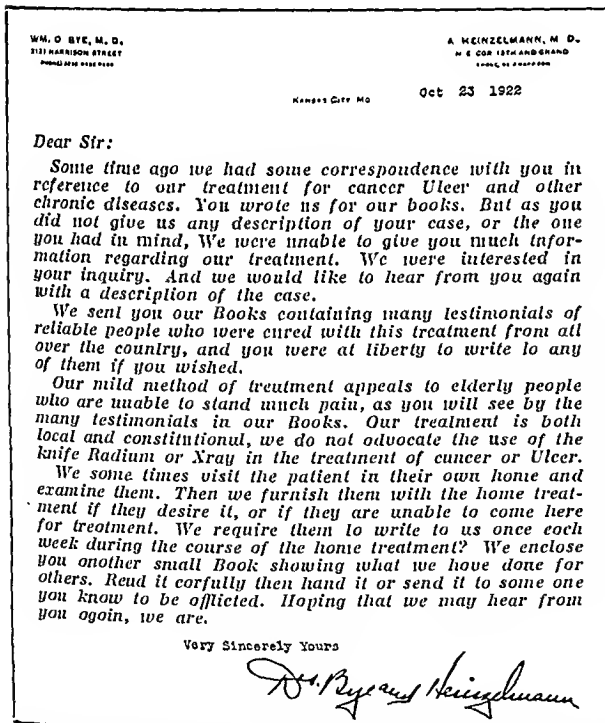 WM. O. BYE, M. D.
3121 HARRISON STREET
A. HEINZELMANN, M D.
N E COR 12TH AND GRAND
Kansas City Mo
Oct 23 1922
Dear Sir:
Some time ago we had some correspondence with you in
reference to our treatment for cancer Ulcer and other
chronic diseases. You wrote us for our books. But as you
did not give us any description of your case, or the one
you had in mind, We were unable to give you much infor-
mation regarding our treatment. We were interested in
your inquiry. And we would like to hear from you again
with a description of the case.
We sent you our Books containing many testimonials of
reliable people who were cured with this treatment from all
over the country, and you were at liberty to write to any
of them if you wished.
Our mild method of treatment appeals to elderly people
who are unable to stand much pain, as you will see by the
many testimonials in our Books. Our treatment is both
local and constitutional, we do not advocate the use of the
knife Radium or Xray in the treatment of cancer or Ulcer.
We some times visit the patient in their own home and
examine them. Then we furnish them with the home treat-
ment if they desire it, or if they are unable to come here
for treatment. We require them to write to us once each
week during the course of the home treatment? We enclose
you another small Book showing what we have done for
others. Read it carfully then hand it or send it to some one
you know to be afflicted. Hoping that we may hear from
you again, we are.
Very Sincerely Yours
Drs. Bye and Heinzelmann